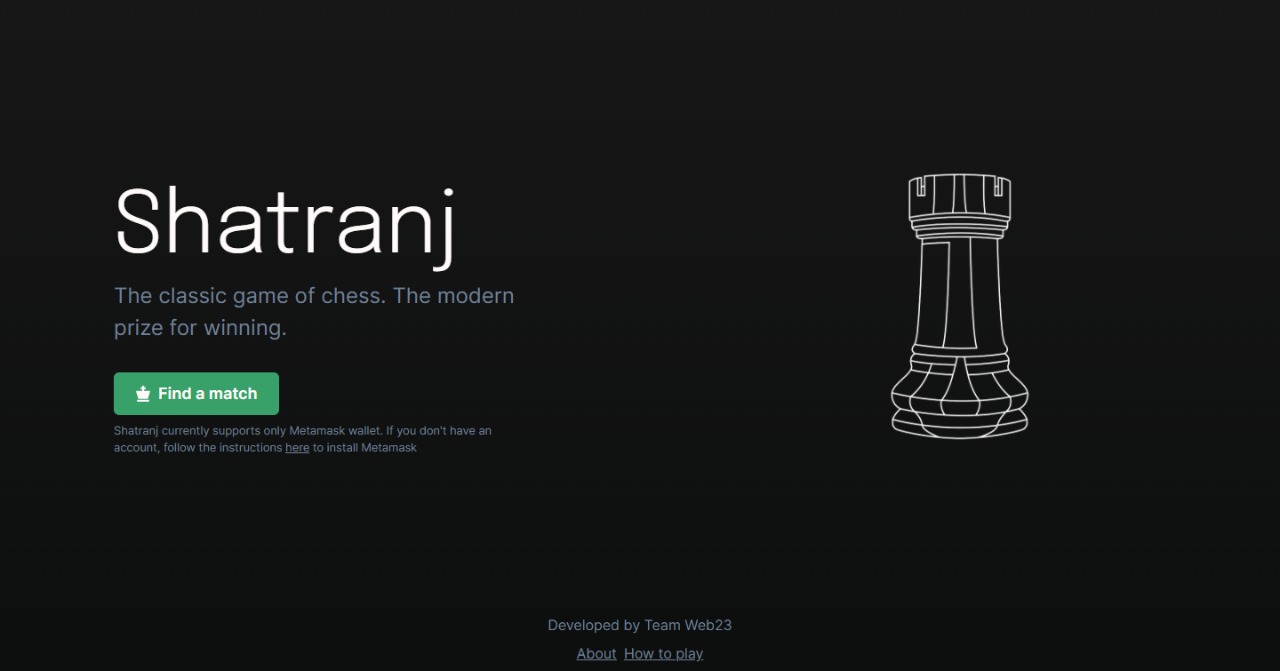 Shatranj
The classic game of chess. The modern
prize for winning.
Find a match
Shatranj currently supports only Metamask wallet. If you don't have an
account, follow the instructions here to install Metamask
Developed by Team Web23
About How to play